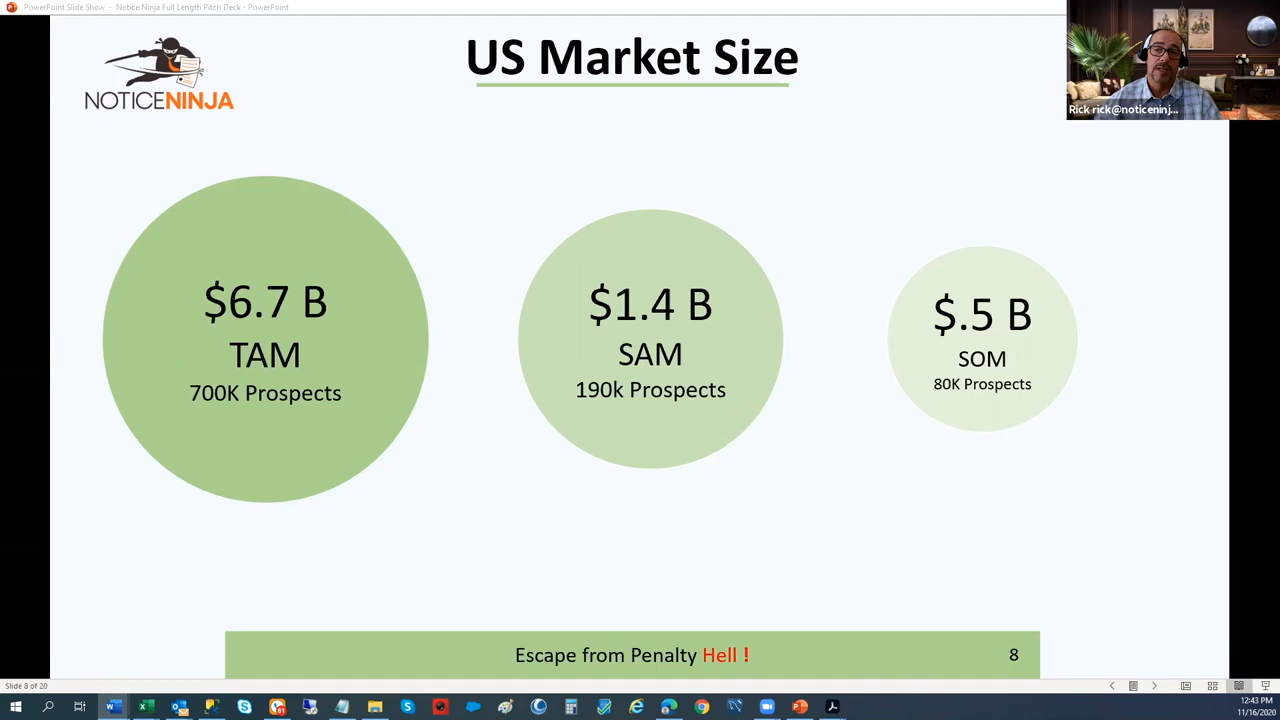 PowerPoint Slide Show - Notice Ninja Full Length Pitch Deck - PowerPoint
US Market Size
NOTICENINJA
Rick rick@noticeninj...
$6.7 B
TAM
700K Prospects
$1.4 B
SAM
190k Prospects
$.5 B
SOM
80K Prospects
Escape from Penalty Hell !
8
Slide 8 of 20
61
12:43 PM
11/16/2020